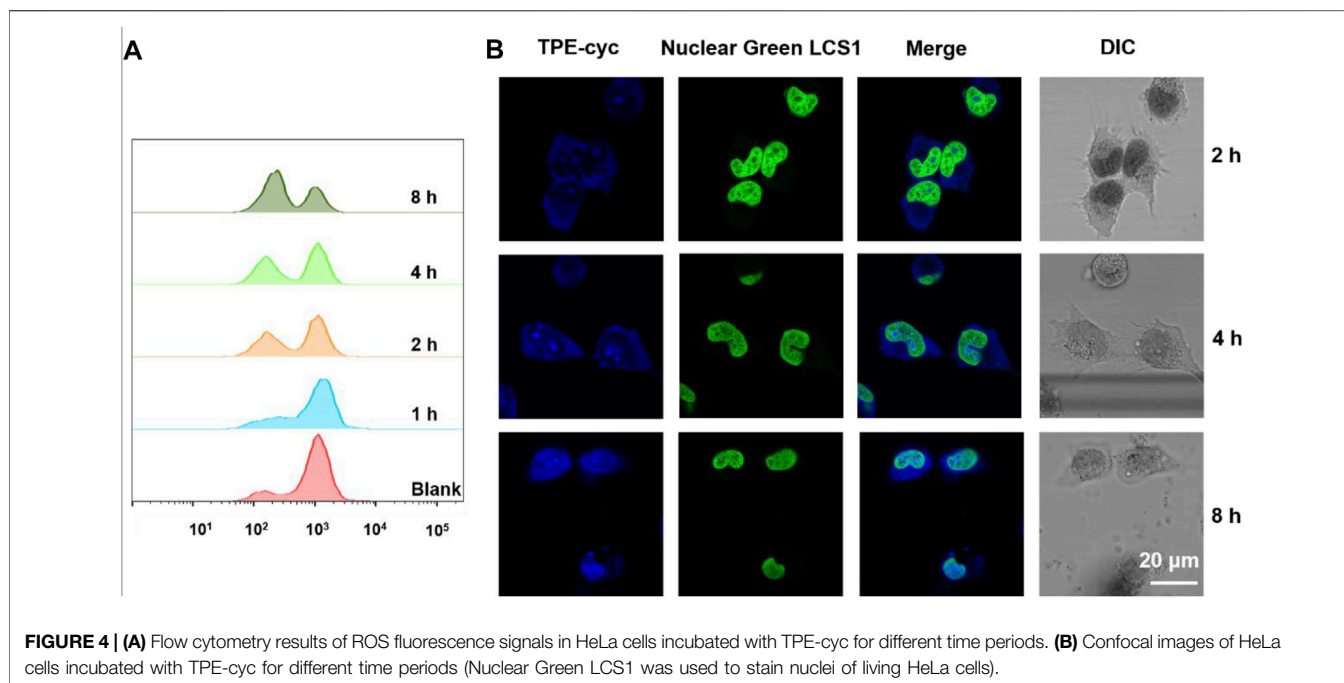 A
8 h
4 h
2 h
1 h
Blank
10¹ 10² 10³ 10⁴ 10⁵
B
TPE-cyc Nuclear Green LCS1 Merge DIC
2 h
4 h
8 h
20 μm
FIGURE 4 | (A) Flow cytometry results of ROS fluorescence signals in HeLa cells incubated with TPE-cyc for different time periods. (B) Confocal images of HeLa
cells incubated with TPE-cyc for different time periods (Nuclear Green LCS1 was used to stain nuclei of living HeLa cells).